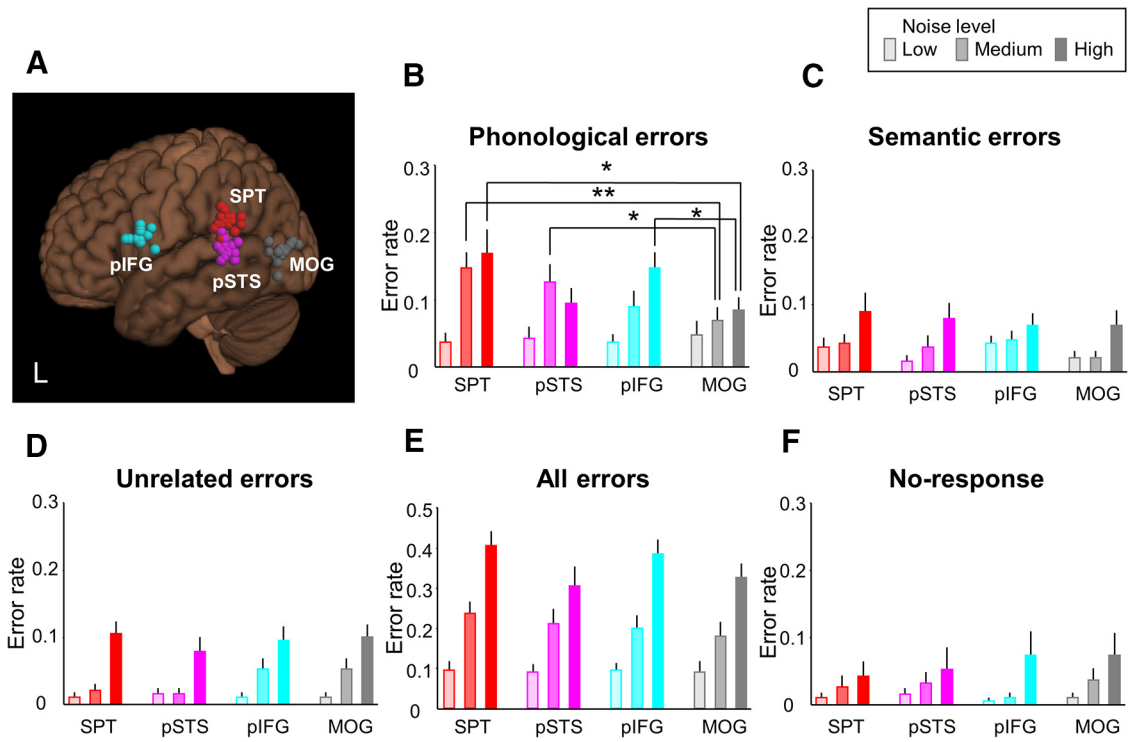 Noise level
Low Medium High
A
SPT
pIFG
pSTS
MOG
L
B
Phonological errors
Error rate
0.3
0.2
0.1
0
*
**
*
*
SPT pSTS pIFG MOG
C
Semantic errors
Error rate
0.3
0.2
0.1
0
SPT pSTS pIFG MOG
D
Unrelated errors
Error rate
0.3
0.2
0.1
0
SPT pSTS pIFG MOG
E
All errors
Error rate
0.5
0.4
0.3
0.2
0.1
0
SPT pSTS pIFG MOG
F
No-response
Error rate
0.3
0.2
0.1
0
SPT pSTS pIFG MOG